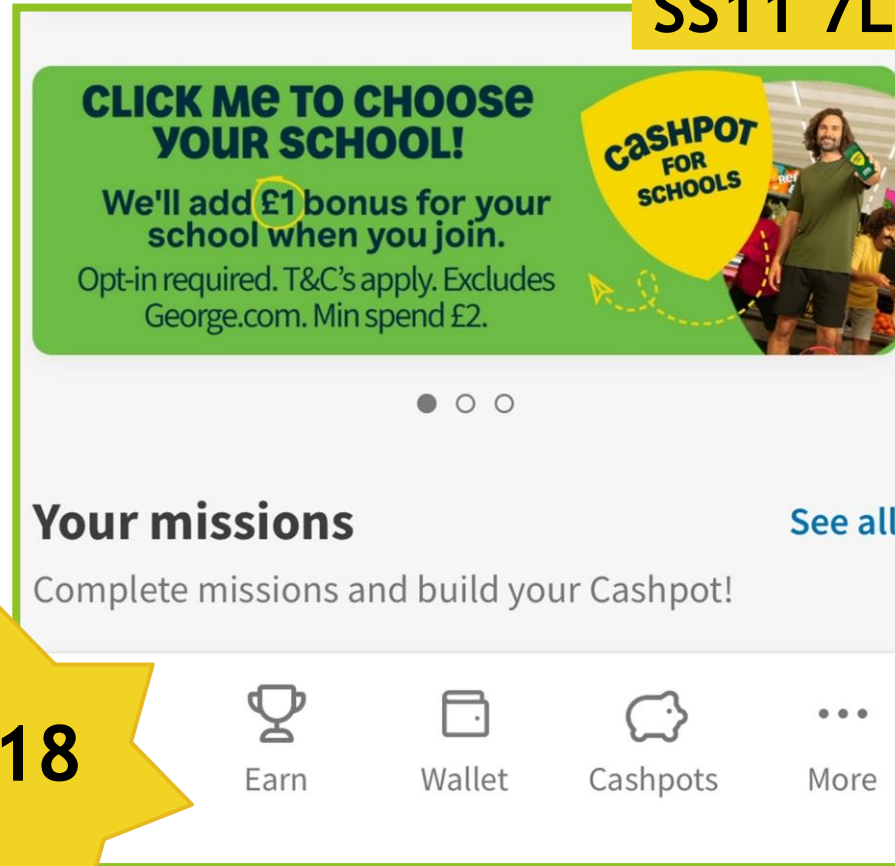 SS11 7L
CLICK Me TO CHOOSe
YOUR SCHOOL!
We'll add £1 bonus for your
school when you join.
Opt-in required. T&C's apply. Excludes
George.com. Min spend £2.
CASHPOT
FOR
SCHOOLS
Your missions
See all
Complete missions and build your Cashpot!
18
Earn
Wallet
Cashpots
More